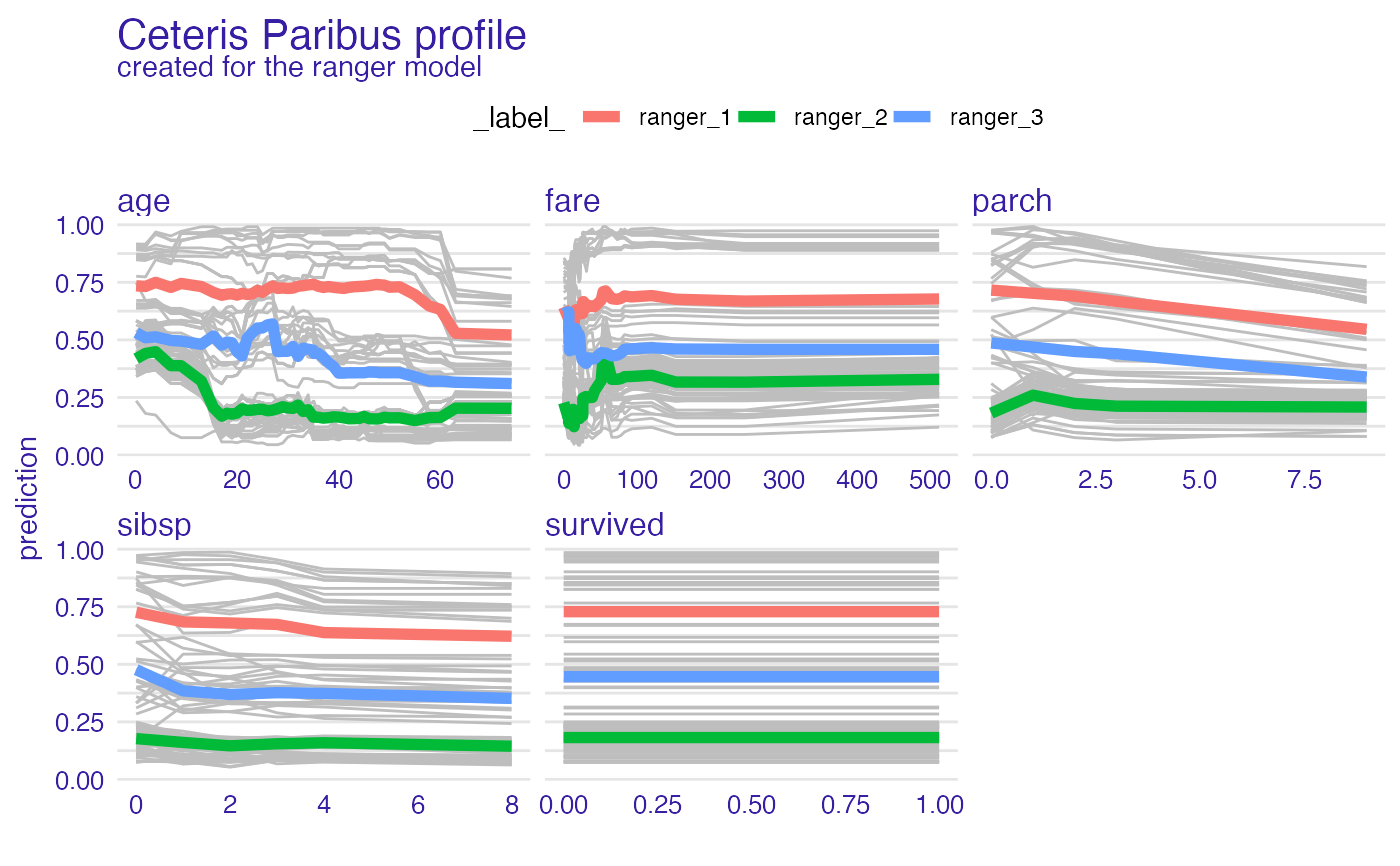 Ceteris Paribus profile
created for the ranger model
_label_ ranger_1 ranger_2 ranger_3
age fare parch
1.00
0.75
0.50
0.25
0.00
0 20 40 60 0 100 200 300 400 500 0.0 2.5 5.0 7.5
prediction
sibsp survived
1.00
0.75
0.50
0.25
0.00
0 2 4 6 8 0.00 0.25 0.50 0.75 1.00